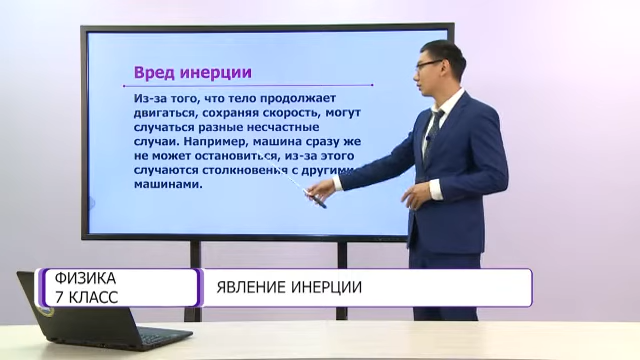 Вред инерции
Из-за того, что тело продолжает
двигаться, сохраняя скорость, могут
случаться разные несчастные
случаи. Например, машина сразу же
не может остановиться, из-за этого
случаются столкновения с другими
машинами.
ФИЗИКА
7 КЛАСС
ЯВЛЕНИЕ ИНЕРЦИИ